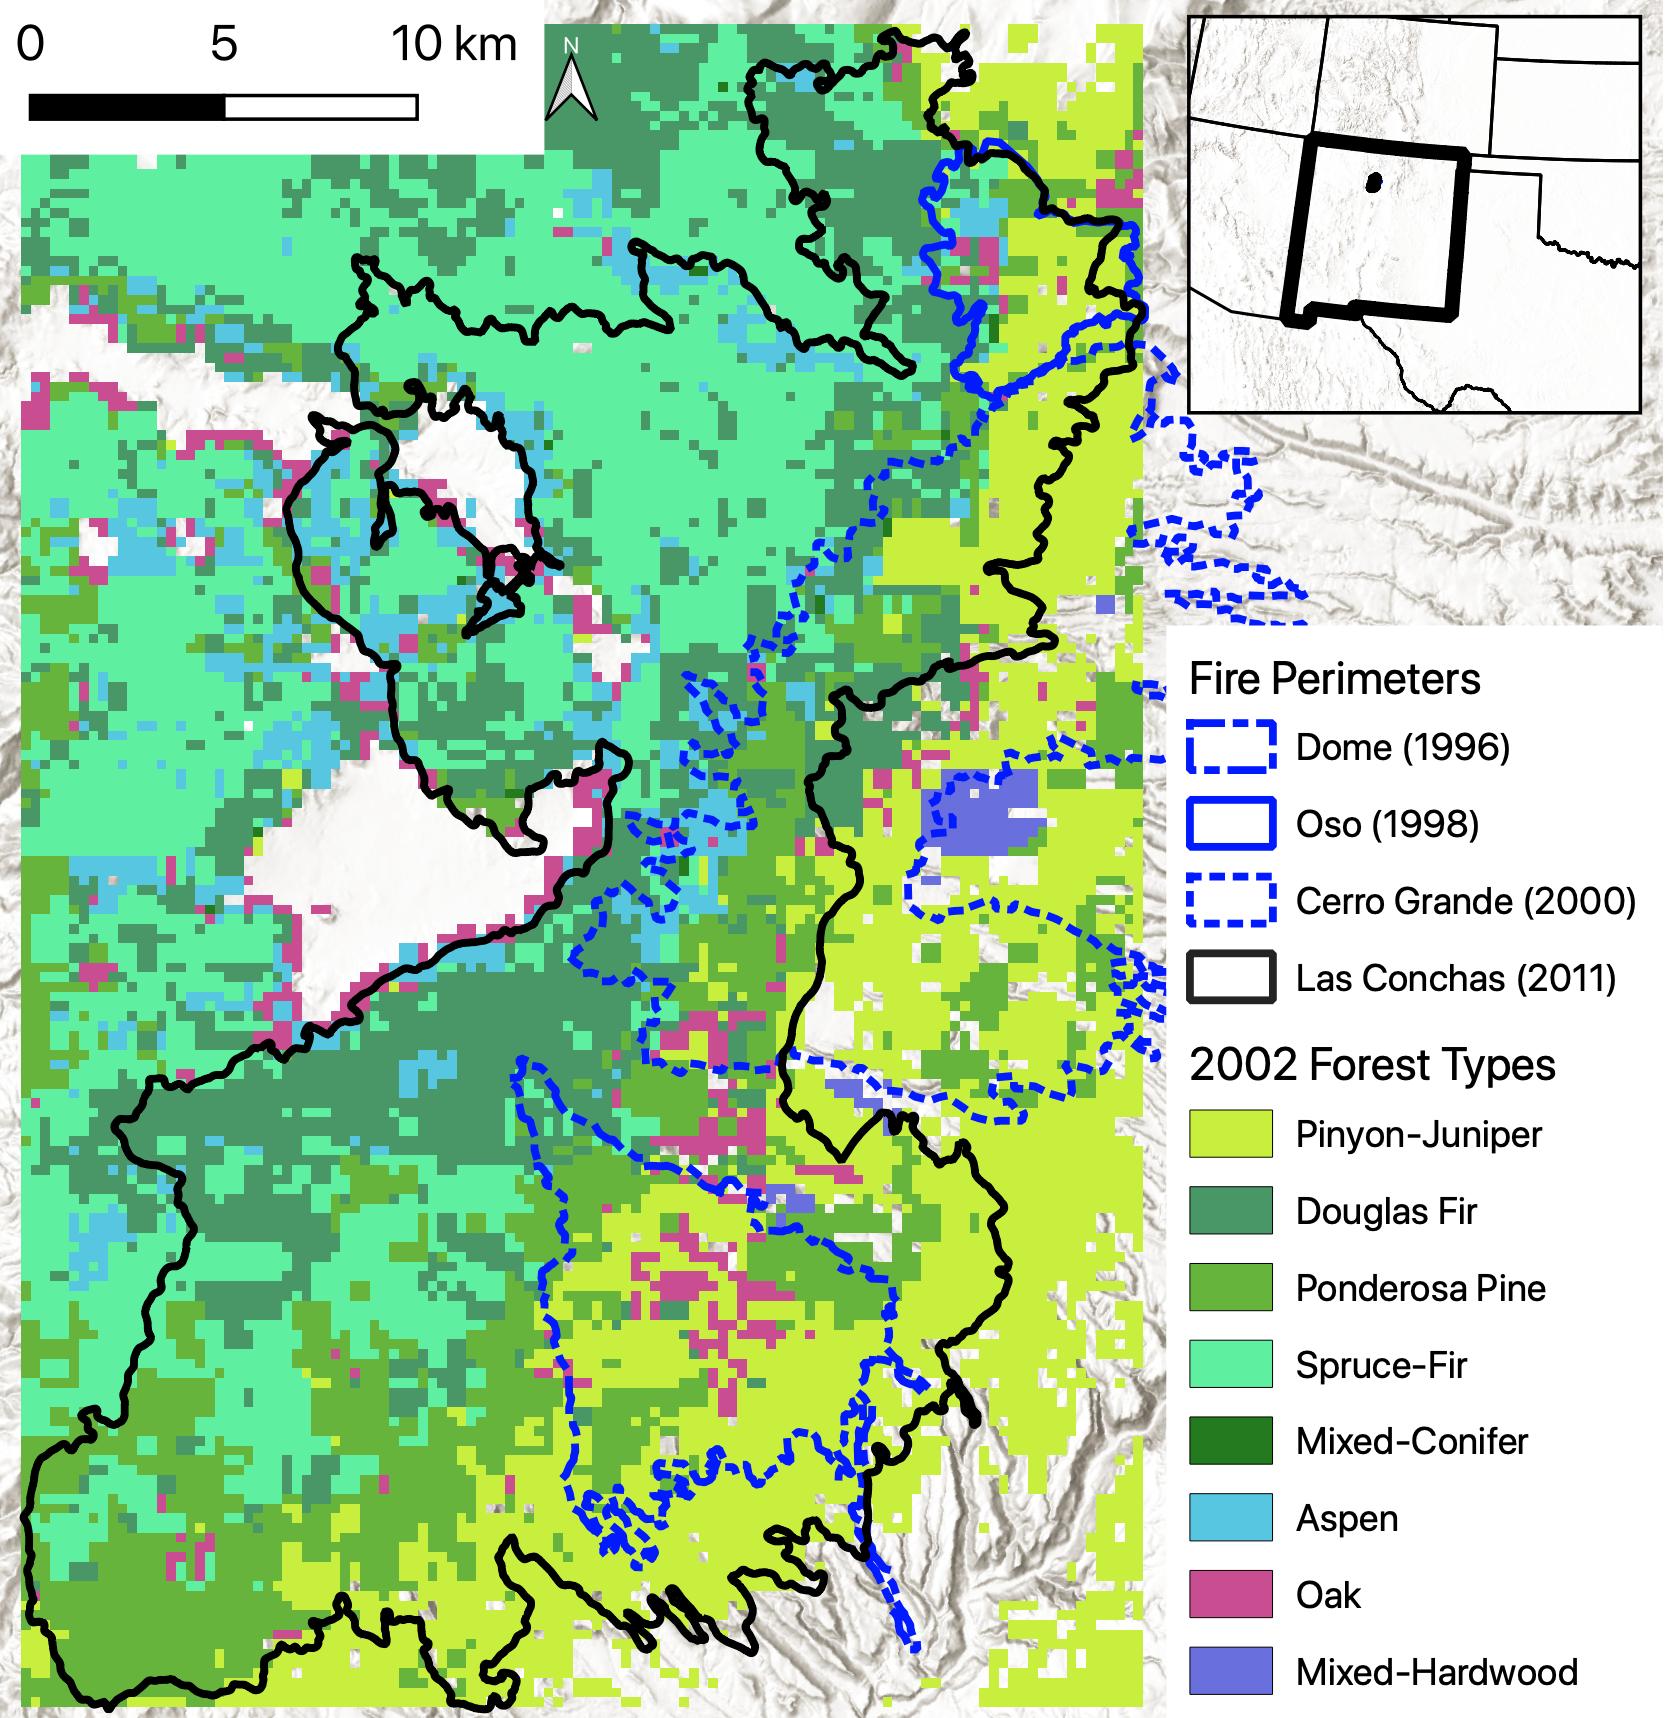 0 5 10 km
N
Fire Perimeters
Dome (1996)
Oso (1998)
Cerro Grande (2000)
Las Conchas (2011)
2002 Forest Types
Pinyon-Juniper
Douglas Fir
Ponderosa Pine
Spruce-Fir
Mixed-Conifer
Aspen
Oak
Mixed-Hardwood